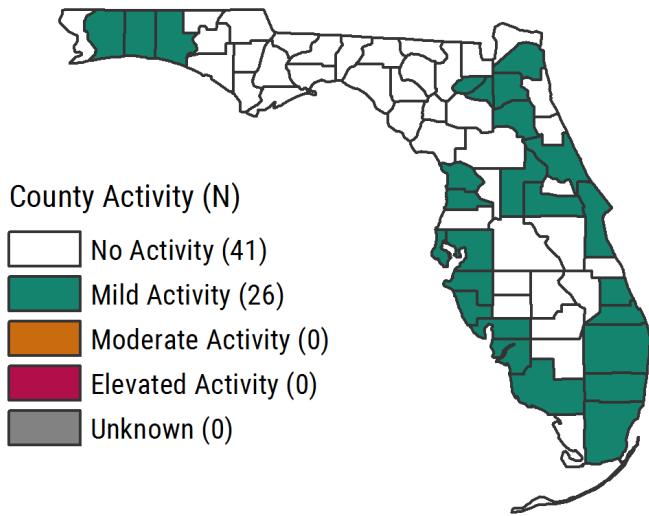 County Activity (N)
No Activity (41)
Mild Activity (26)
Moderate Activity (0)
Elevated Activity (0)
Unknown (0)